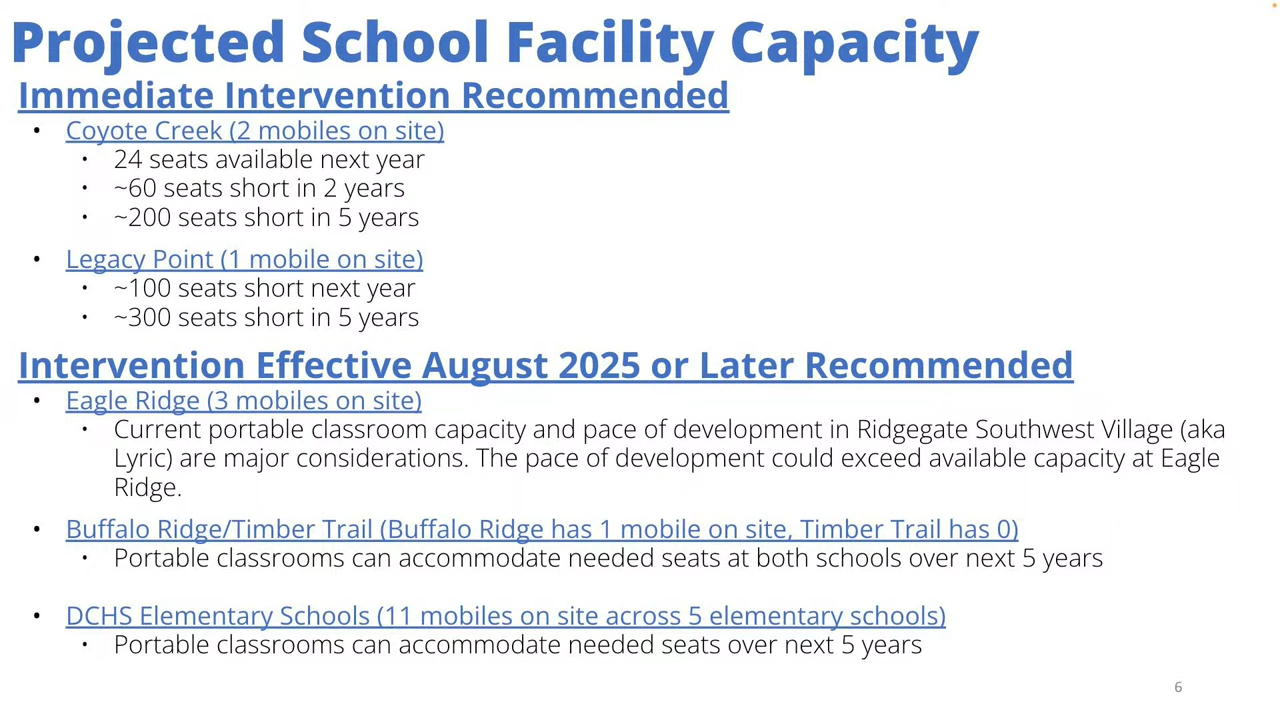 Projected School Facility Capacity
Immediate Intervention Recommended
• Coyote Creek (2 mobiles on site)
• 24 seats available next year
• ~60 seats short in 2 years
• ~200 seats short in 5 years
• Legacy Point (1 mobile on site)
• ~100 seats short next year
• ~300 seats short in 5 years
Intervention Effective August 2025 or Later Recommended
• Eagle Ridge (3 mobiles on site)
• Current portable classroom capacity and pace of development in Ridgegate Southwest Village (aka
Lyric) are major considerations. The pace of development could exceed available capacity at Eagle
Ridge.
• Buffalo Ridge/Timber Trail (Buffalo Ridge has 1 mobile on site, Timber Trail has 0)
• Portable classrooms can accommodate needed seats at both schools over next 5 years
• DCHS Elementary Schools (11 mobiles on site across 5 elementary schools)
• Portable classrooms can accommodate needed seats over next 5 years
6